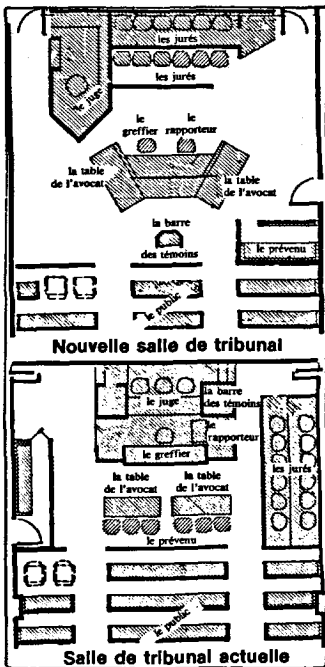 les jurés
les jurés
le juge
le
greffier
le
rapporteur
la table
de l'avocat
la table
de l'avocat
la barre
des témoins
le prévenu
le public
Nouvelle salle de tribunal
le juge
la barre
des témoins
le
rapporteur
le greffier
les jurés
la table
de l'avocat
la table
de l'avocat
le prévenu
le public
Salle de tribunal actuelle